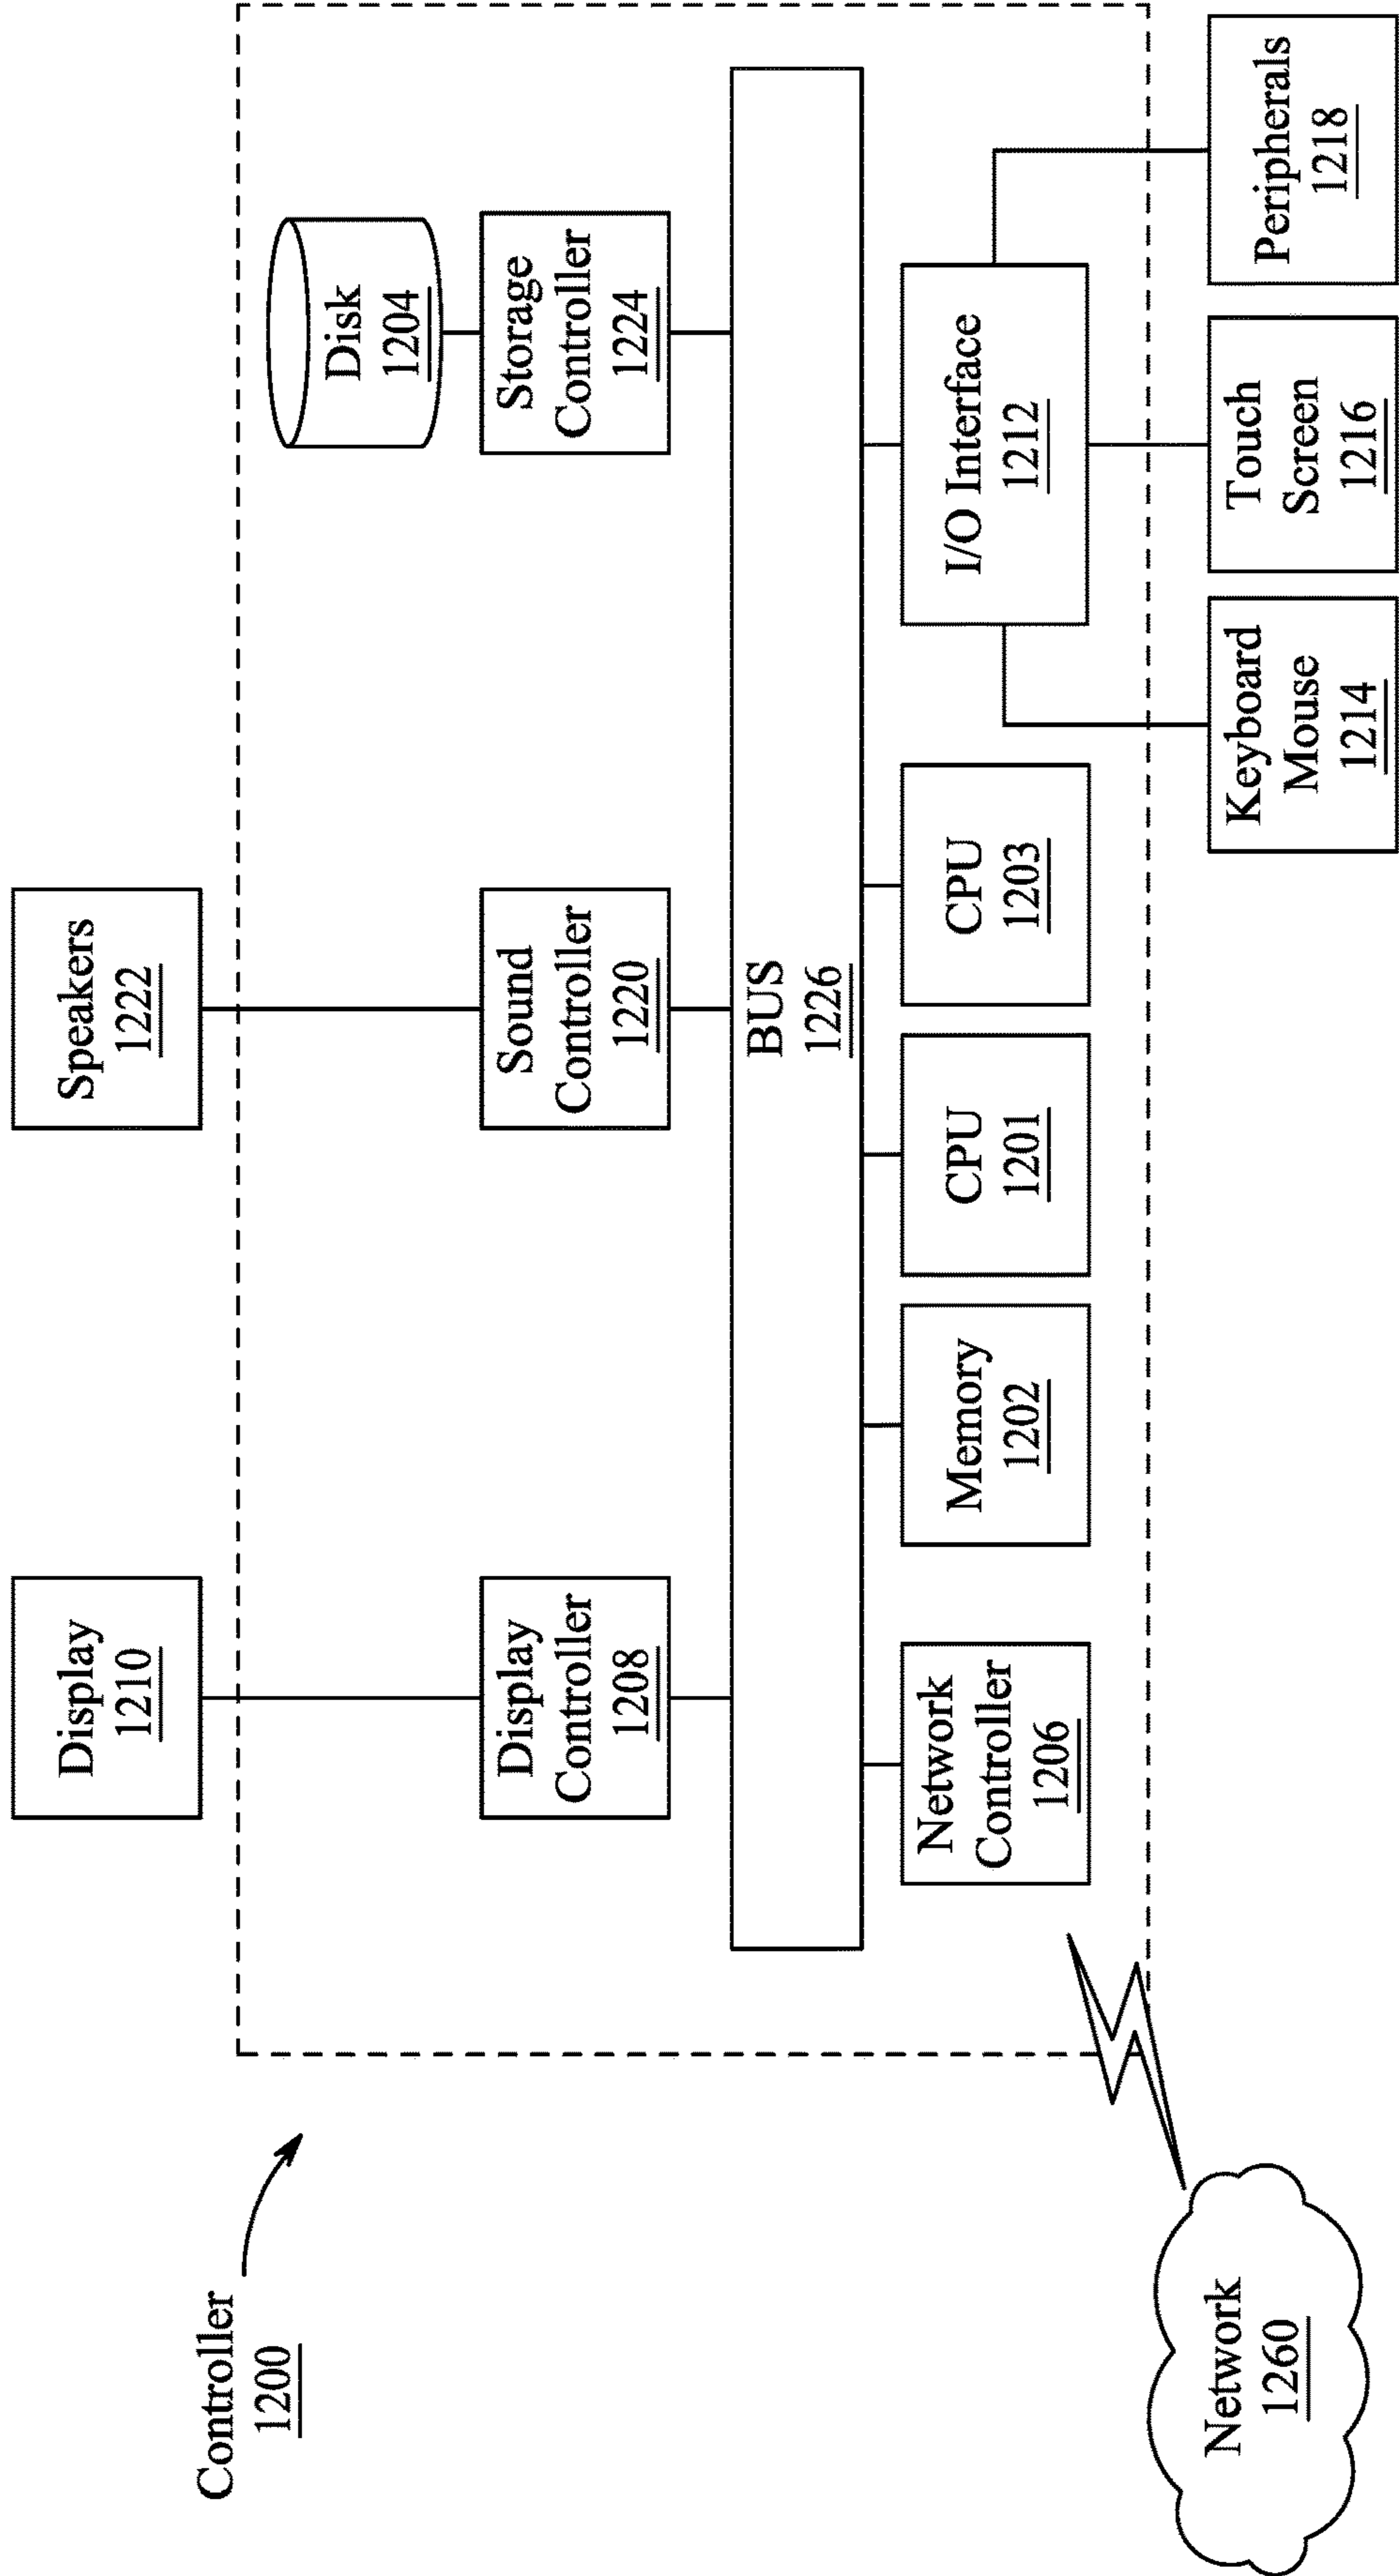 Controller
1200
Display
1210
Speakers
1222
Disk
1204
Display
Controller
1208
Sound
Controller
1220
Storage
Controller
1224
BUS
1226
Network
Controller
1206
Memory
1202
CPU
1201
CPU
1203
I/O Interface
1212
Network
1260
Keyboard
Mouse
1214
Touch
Screen
1216
Peripherals
1218